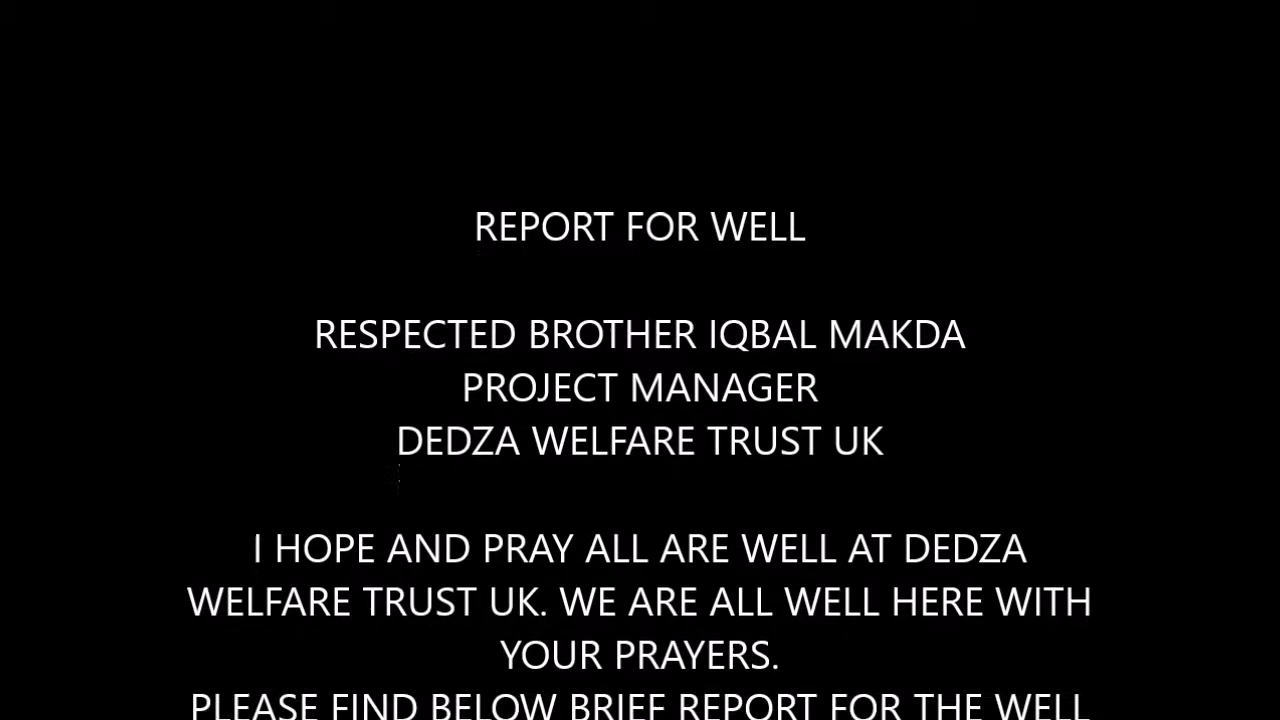 REPORT FOR WELL
RESPECTED BROTHER IQBAL MAKDA
PROJECT MANAGER
DEDZA WELFARE TRUST UK
I HOPE AND PRAY ALL ARE WELL AT DEDZA
WELFARE TRUST UK. WE ARE ALL WELL HERE WITH
YOUR PRAYERS.
PLEASE FIND BELOW BRIEF REPORT FOR THE WELL